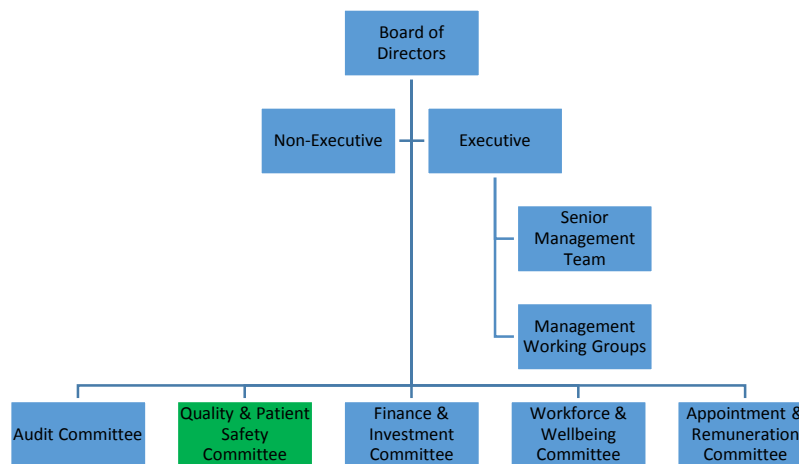 Board of
Directors
Non-Executive
Executive
Senior
Management
Team
Management
Working Groups
Audit Committee
Quality & Patient
Safety
Committee
Finance &
Investment
Committee
Workforce &
Wellbeing
Committee
Appointment &
Remuneration
Committee